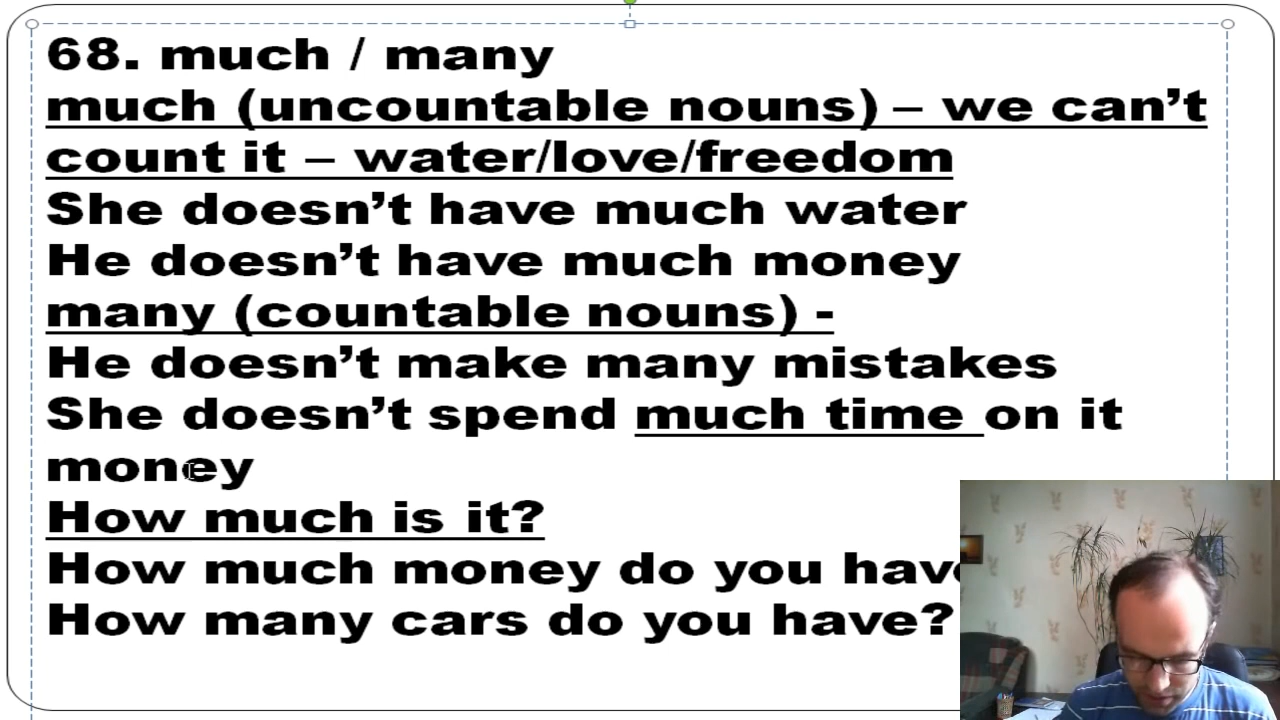 68. much / many
much (uncountable nouns) – we can’t
count it – water/love/freedom
She doesn’t have much water
He doesn’t have much money
many (countable nouns) -
He doesn’t make many mistakes
She doesn’t spend much time on it
money
How much is it?
How much money do you have
How many cars do you have?